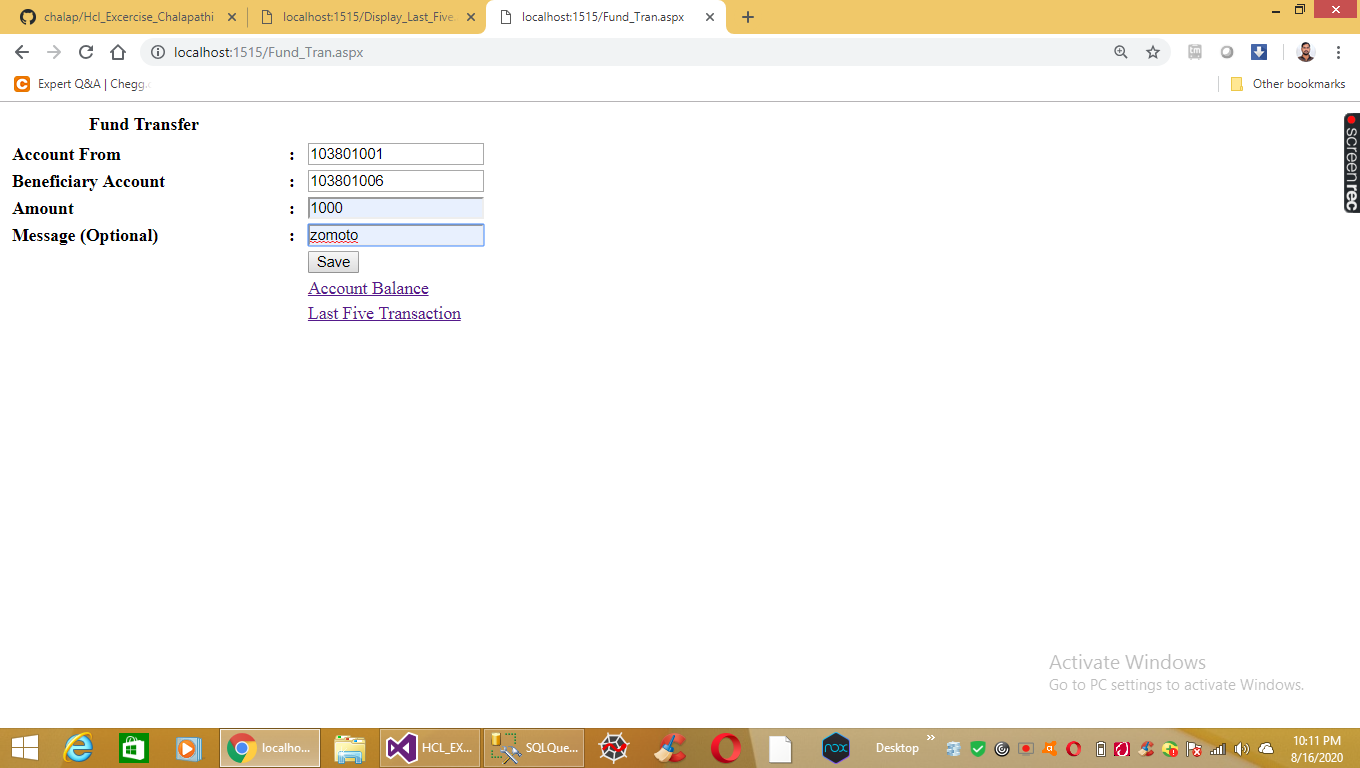 chalap/Hcl_Excercise_Chalapathi
localhost:1515/Display_Last_Five
localhost:1515/Fund_Tran.aspx
localhost:1515/Fund_Tran.aspx
Expert Q&A | Chegg.c
Other bookmarks
Fund Transfer
Account From : 103801001
Beneficiary Account : 103801006
Amount : 1000
Message (Optional) : zomoto
Save
Account Balance
Last Five Transaction
screenrec
Activate Windows
Go to PC settings to activate Windows.
localho...
HCL_EX...
SQLQue...
nox
Desktop
10:11 PM
8/16/2020